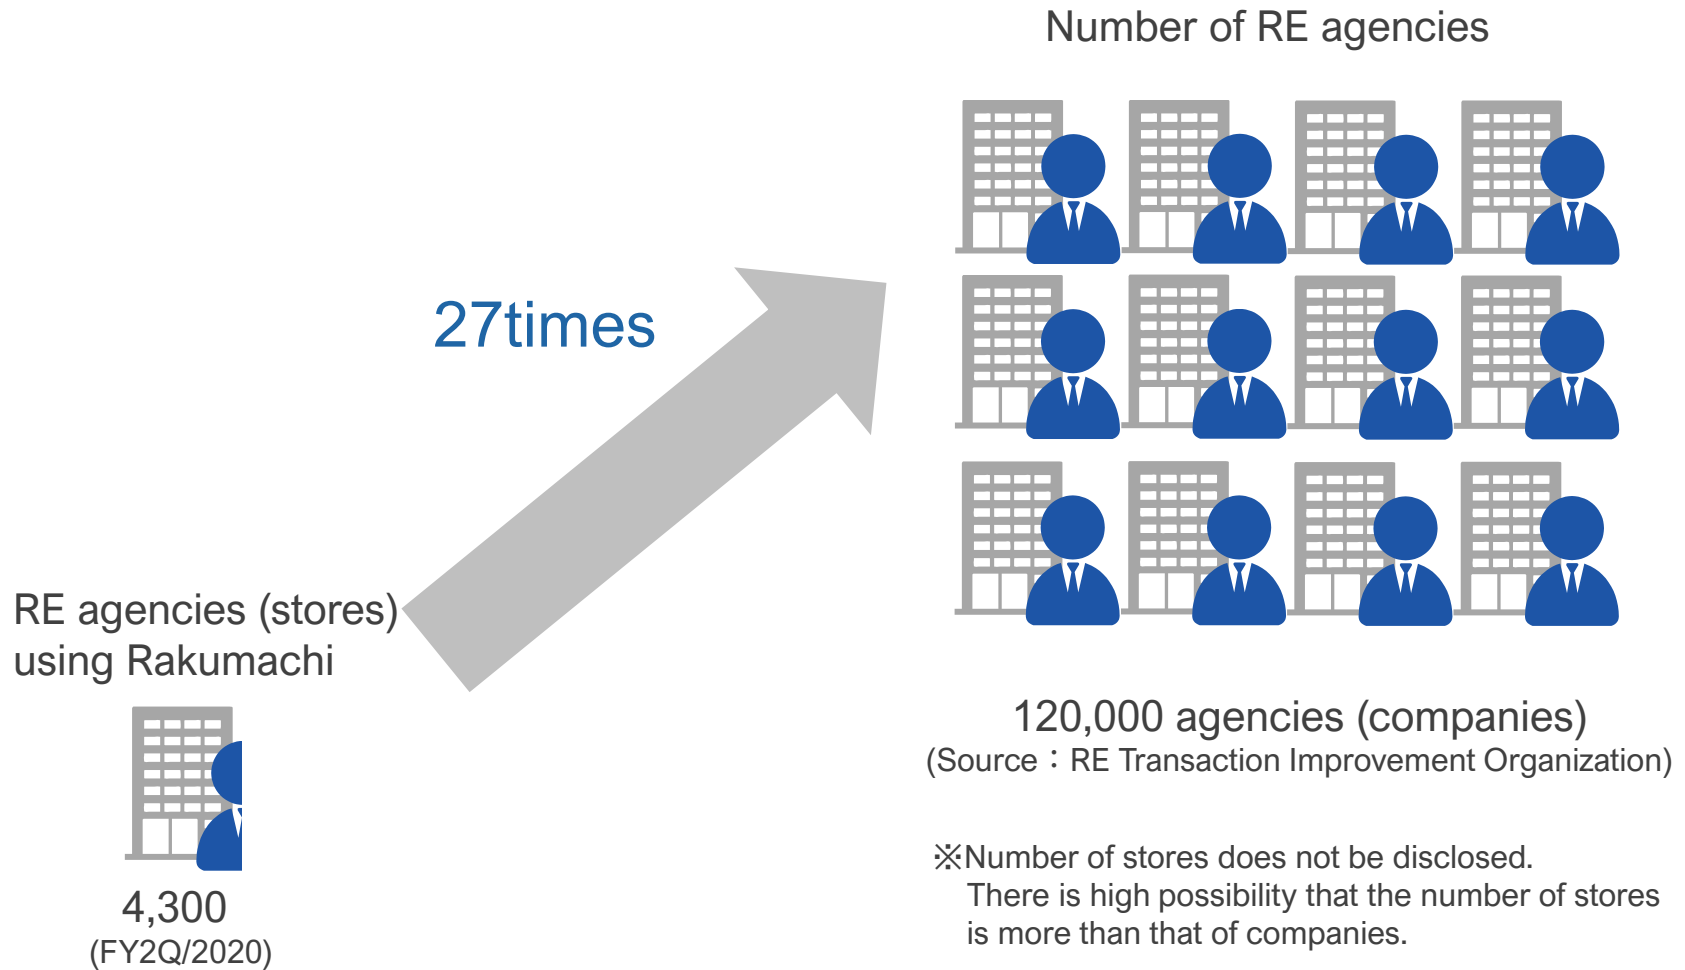 Number of RE agencies
27times
RE agencies (stores)
using Rakumachi
4,300
(FY2Q/2020)
120,000 agencies (companies)
(Source：RE Transaction Improvement Organization)
※Number of stores does not be disclosed.
There is high possibility that the number of stores
is more than that of companies.